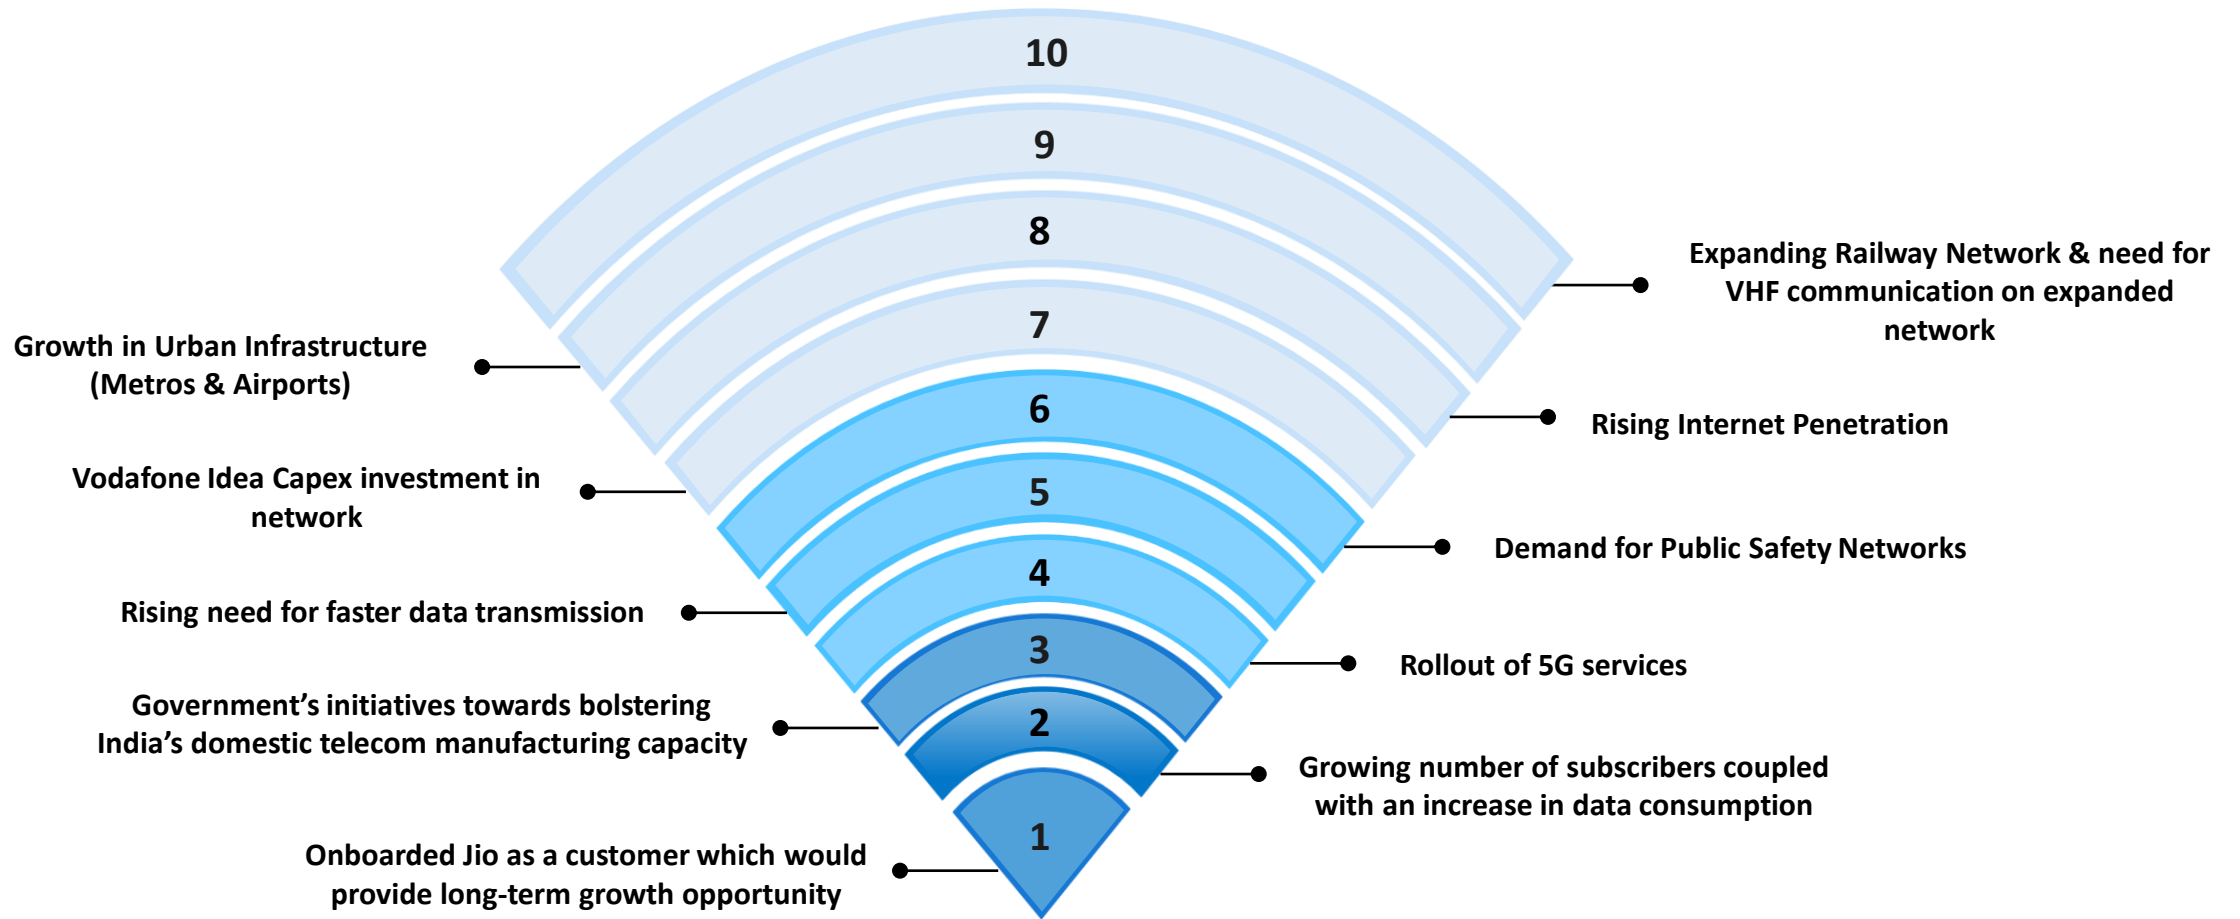 10
9
8
7
6
5
4
3
2
1
Growth in Urban Infrastructure
(Metros & Airports)
Vodafone Idea Capex investment in
network
Rising need for faster data transmission
Government’s initiatives towards bolstering
India’s domestic telecom manufacturing capacity
Onboarded Jio as a customer which would
provide long-term growth opportunity
Expanding Railway Network & need for
VHF communication on expanded
network
Rising Internet Penetration
Demand for Public Safety Networks
Rollout of 5G services
Growing number of subscribers coupled
with an increase in data consumption